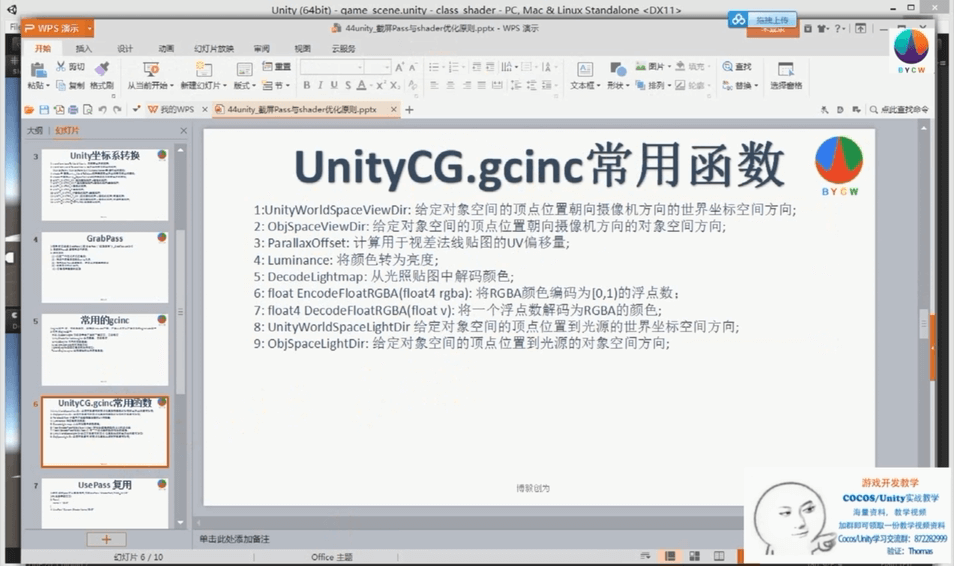 Unity (64bit) - game_scene.unity - class_shader - PC, Mac & Linux Standalone <DX11>
WPS 演示
44unity_截屏Pass与shader优化原则.pptx - WPS 演示
拖拽上传
未登录
开始 插入 设计 动画 幻灯片放映 审阅 视图 云服务
BYCW
粘贴 剪切 复制 格式刷 从当前开始 新建幻灯片 版式 重置 节
文本框 形状 图片 排列 填充 轮廓 查找 替换 选择窗格
我的WPS
44unity_截屏Pass与shader优化原则.pptx
点此查找命令
大纲 幻灯片
3
Unity坐标系转换
4
GrabPass
5
常用的gcinc
6
UnityCG.gcinc常用函数
7
UsePass 复用
UnityCG.gcinc常用函数
BYCW
1:UnityWorldSpaceViewDir: 给定对象空间的顶点位置朝向摄像机方向的世界坐标空间方向;
2: ObjSpaceViewDir: 给定对象空间的顶点位置朝向摄像机方向的对象空间方向;
3: ParallaxOffset: 计算用于视差法线贴图的UV偏移量;
4: Luminance: 将颜色转为亮度;
5: DecodeLightmap: 从光照贴图中解码颜色;
6: float EncodeFloatRGBA(float4 rgba): 将RGBA颜色编码为[0,1)的浮点数;
7: float4 DecodeFloatRGBA(float v): 将一个浮点数解码为RGBA的颜色;
8: UnityWorldSpaceLightDir 给定对象空间的顶点位置到光源的世界坐标空间方向;
9: ObjSpaceLightDir: 给定对象空间的顶点位置到光源的对象空间方向;
博毅创为
游戏开发教学
COCOS/Unity实战教学
海量资料、教学视频
加群即可领取一份教学视频资料
Cocos/Unity学习交流群: 872282999
验证: Thomas
单击此处添加备注
幻灯片 6 / 10
Office 主题